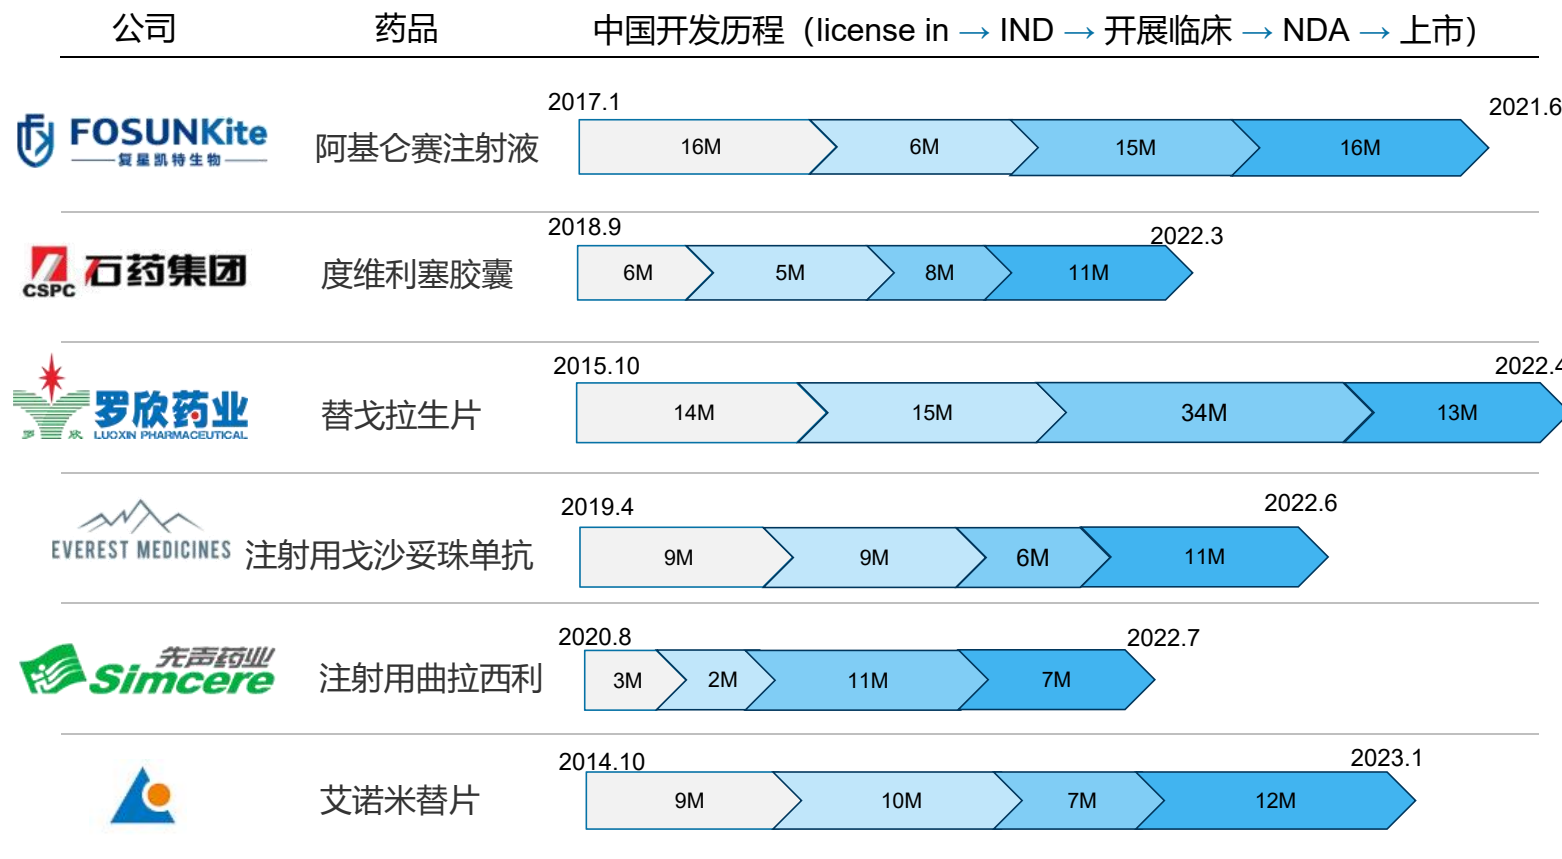 公司 药品 中国开发历程（license in → IND → 开展临床 → NDA → 上市）
2017.1 2021.6
FOSUNKite
复星凯特生物
阿基仑赛注射液 16M 6M 15M 16M
2018.9 2022.3
CSPC 石药集团 度维利塞胶囊 6M 5M 8M 11M
2015.10 2022.4
罗欣药业
罗欣 LUOXIN PHARMACEUTICAL
替戈拉生片 14M 15M 34M 13M
2019.4 2022.6
EVEREST MEDICINES 注射用戈沙妥珠单抗 9M 9M 6M 11M
2020.8 2022.7
先声药业
Simcere
注射用曲拉西利 3M 2M 11M 7M
2014.10 2023.1
艾诺米替片 9M 10M 7M 12M